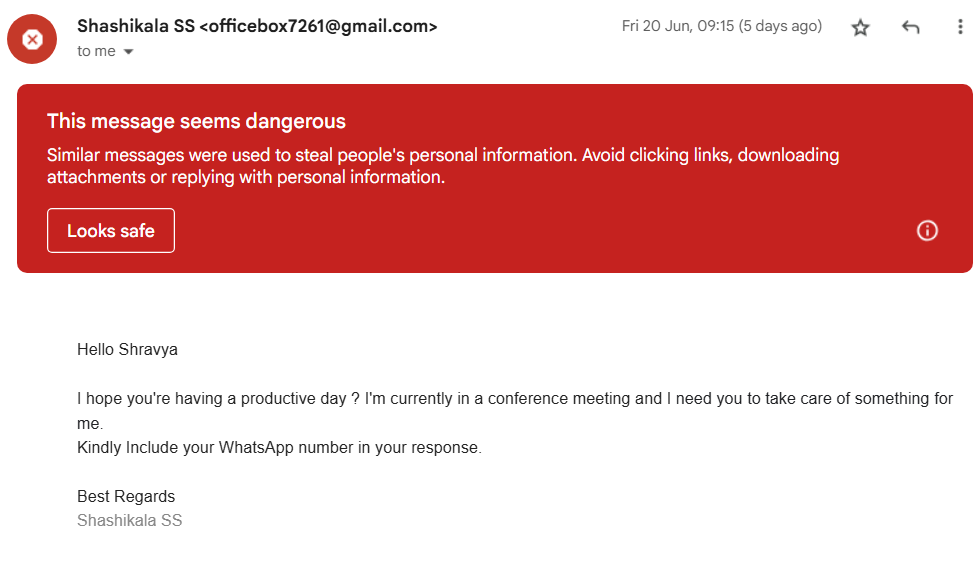 Shashikala SS <officebox7261@gmail.com>
Fri 20 Jun, 09:15 (5 days ago)
to me
This message seems dangerous
Similar messages were used to steal people's personal information. Avoid clicking links, downloading
attachments or replying with personal information.
Looks safe
Hello Shravya
I hope you're having a productive day ? I'm currently in a conference meeting and I need you to take care of something for
me.
Kindly Include your WhatsApp number in your response.
Best Regards
Shashikala SS